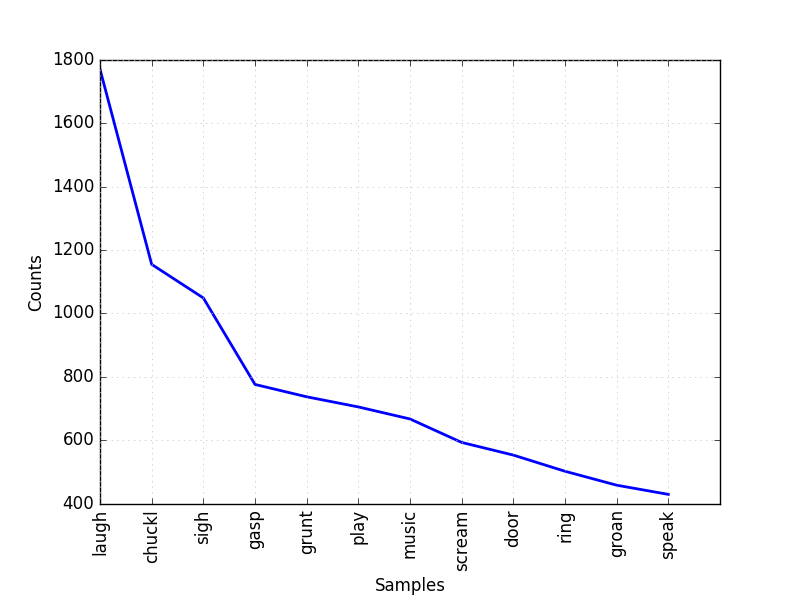 1800
1600
1400
1200
1000
800
600
400
Counts
laugh
chuckl
sigh
gasp
grunt
play
music
scream
door
ring
groan
speak
Samples